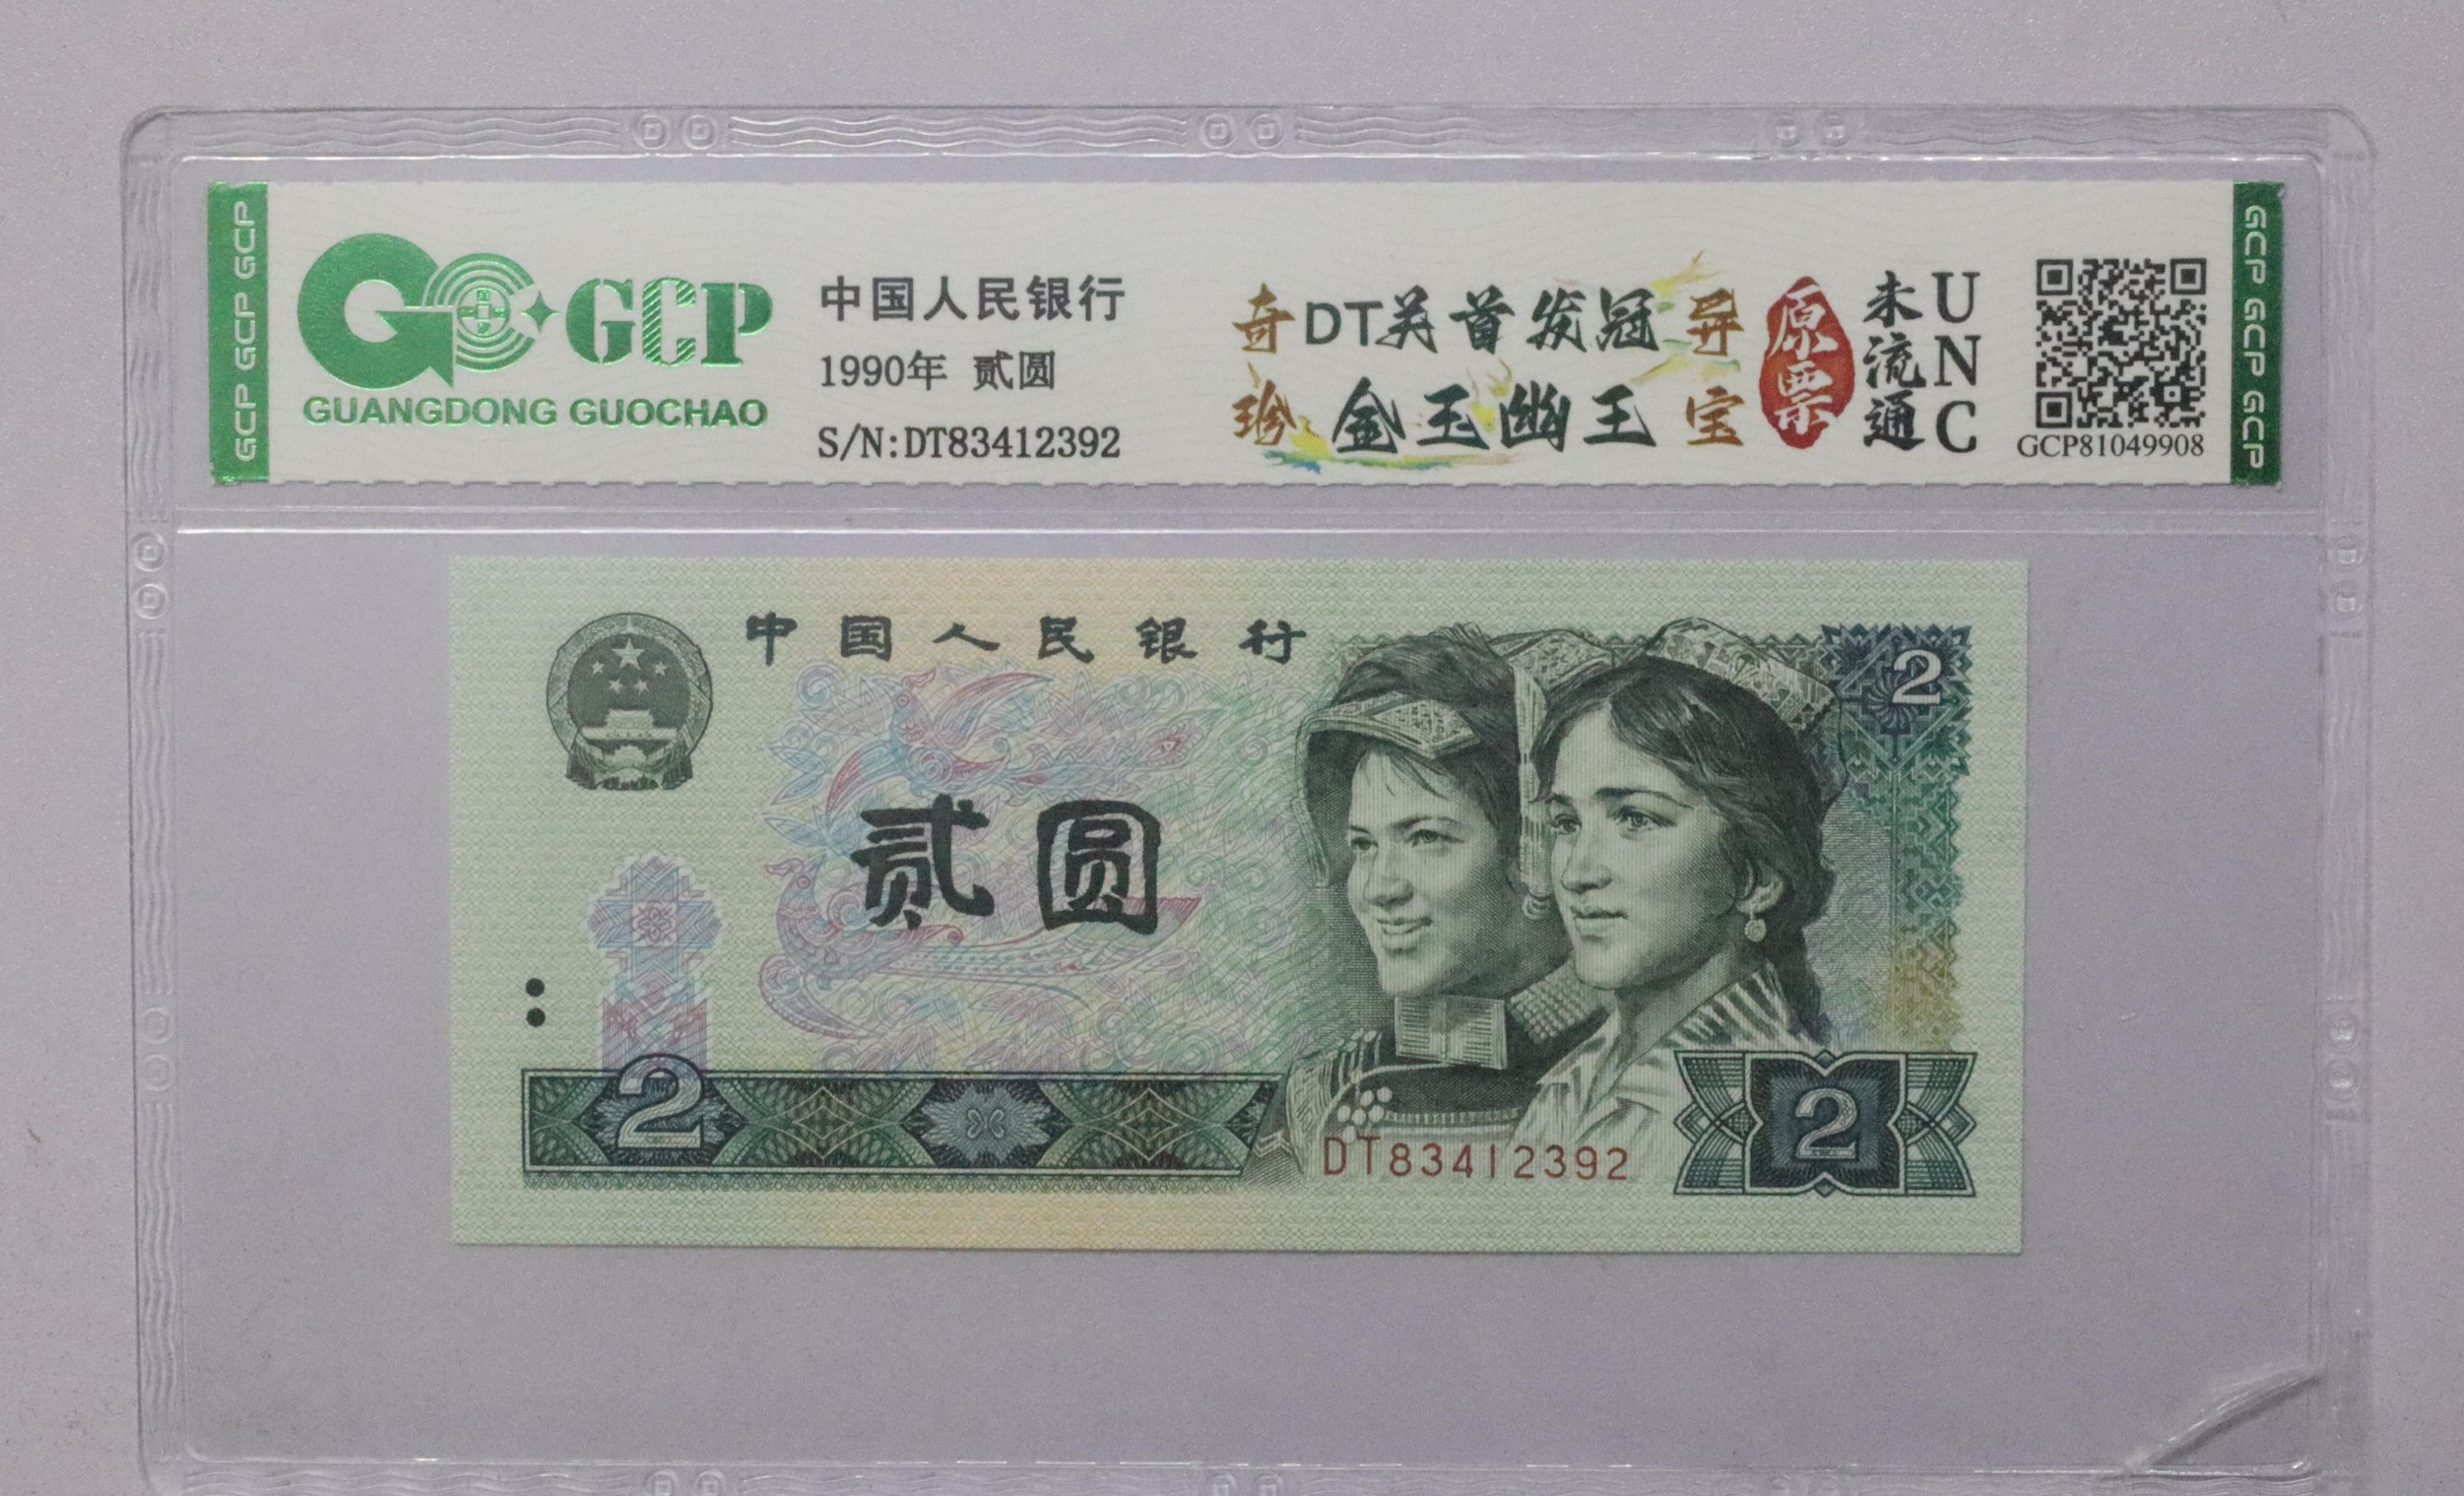 GCP GCP GCP
GCP
GUANGDONG GUOCHAO
中国人民银行
1990年 贰圆
S/N:DT83412392
奇 DT关首发冠 异
珍 金玉幽王 宝
原票
未流通
UNC
GCP81049908
GCP GCP GCP
中国人民银行
2
贰圆
2
DT83412392
2